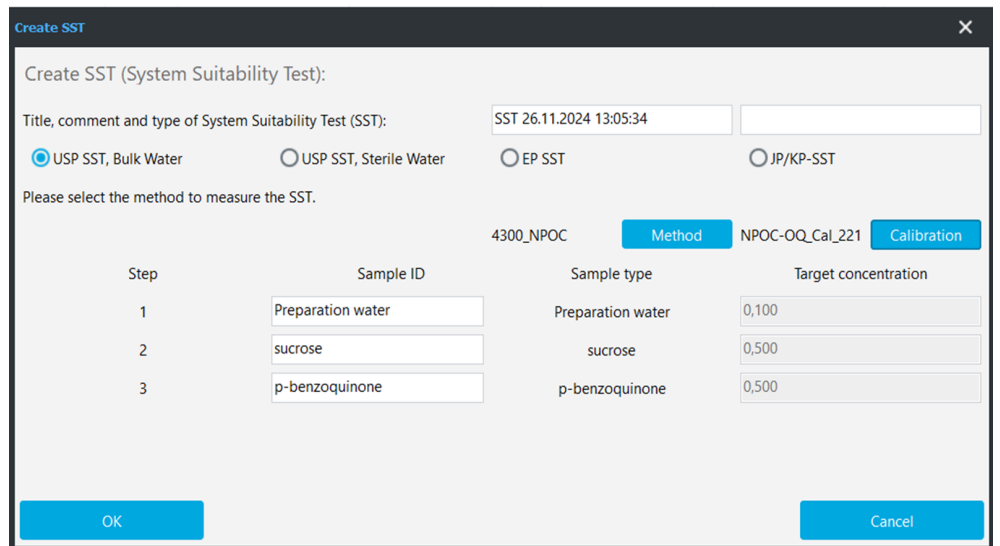 Create SST
Create SST (System Suitability Test):
Title, comment and type of System Suitability Test (SST): SST 26.11.2024 13:05:34
USP SST, Bulk Water USP SST, Sterile Water EP SST JP/KP-SST
Please select the method to measure the SST.
4300_NPOC Method NPOC-OQ_Cal_221 Calibration
Step Sample ID Sample type Target concentration
1 Preparation water Preparation water 0,100
2 sucrose sucrose 0,500
3 p-benzoquinone p-benzoquinone 0,500
OK Cancel